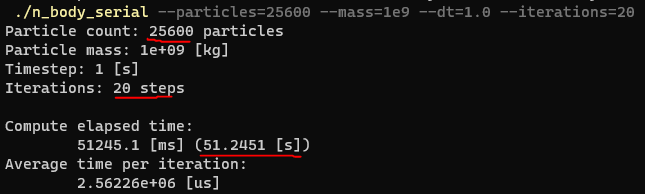 ./n_body_serial --particles=25600 --mass=1e9 --dt=1.0 --iterations=20
Particle count: 25600 particles
Particle mass: 1e+09 [kg]
Timestep: 1 [s]
Iterations: 20 steps
Compute elapsed time:
51245.1 [ms] (51.2451 [s])
Average time per iteration:
2.56226e+06 [us]